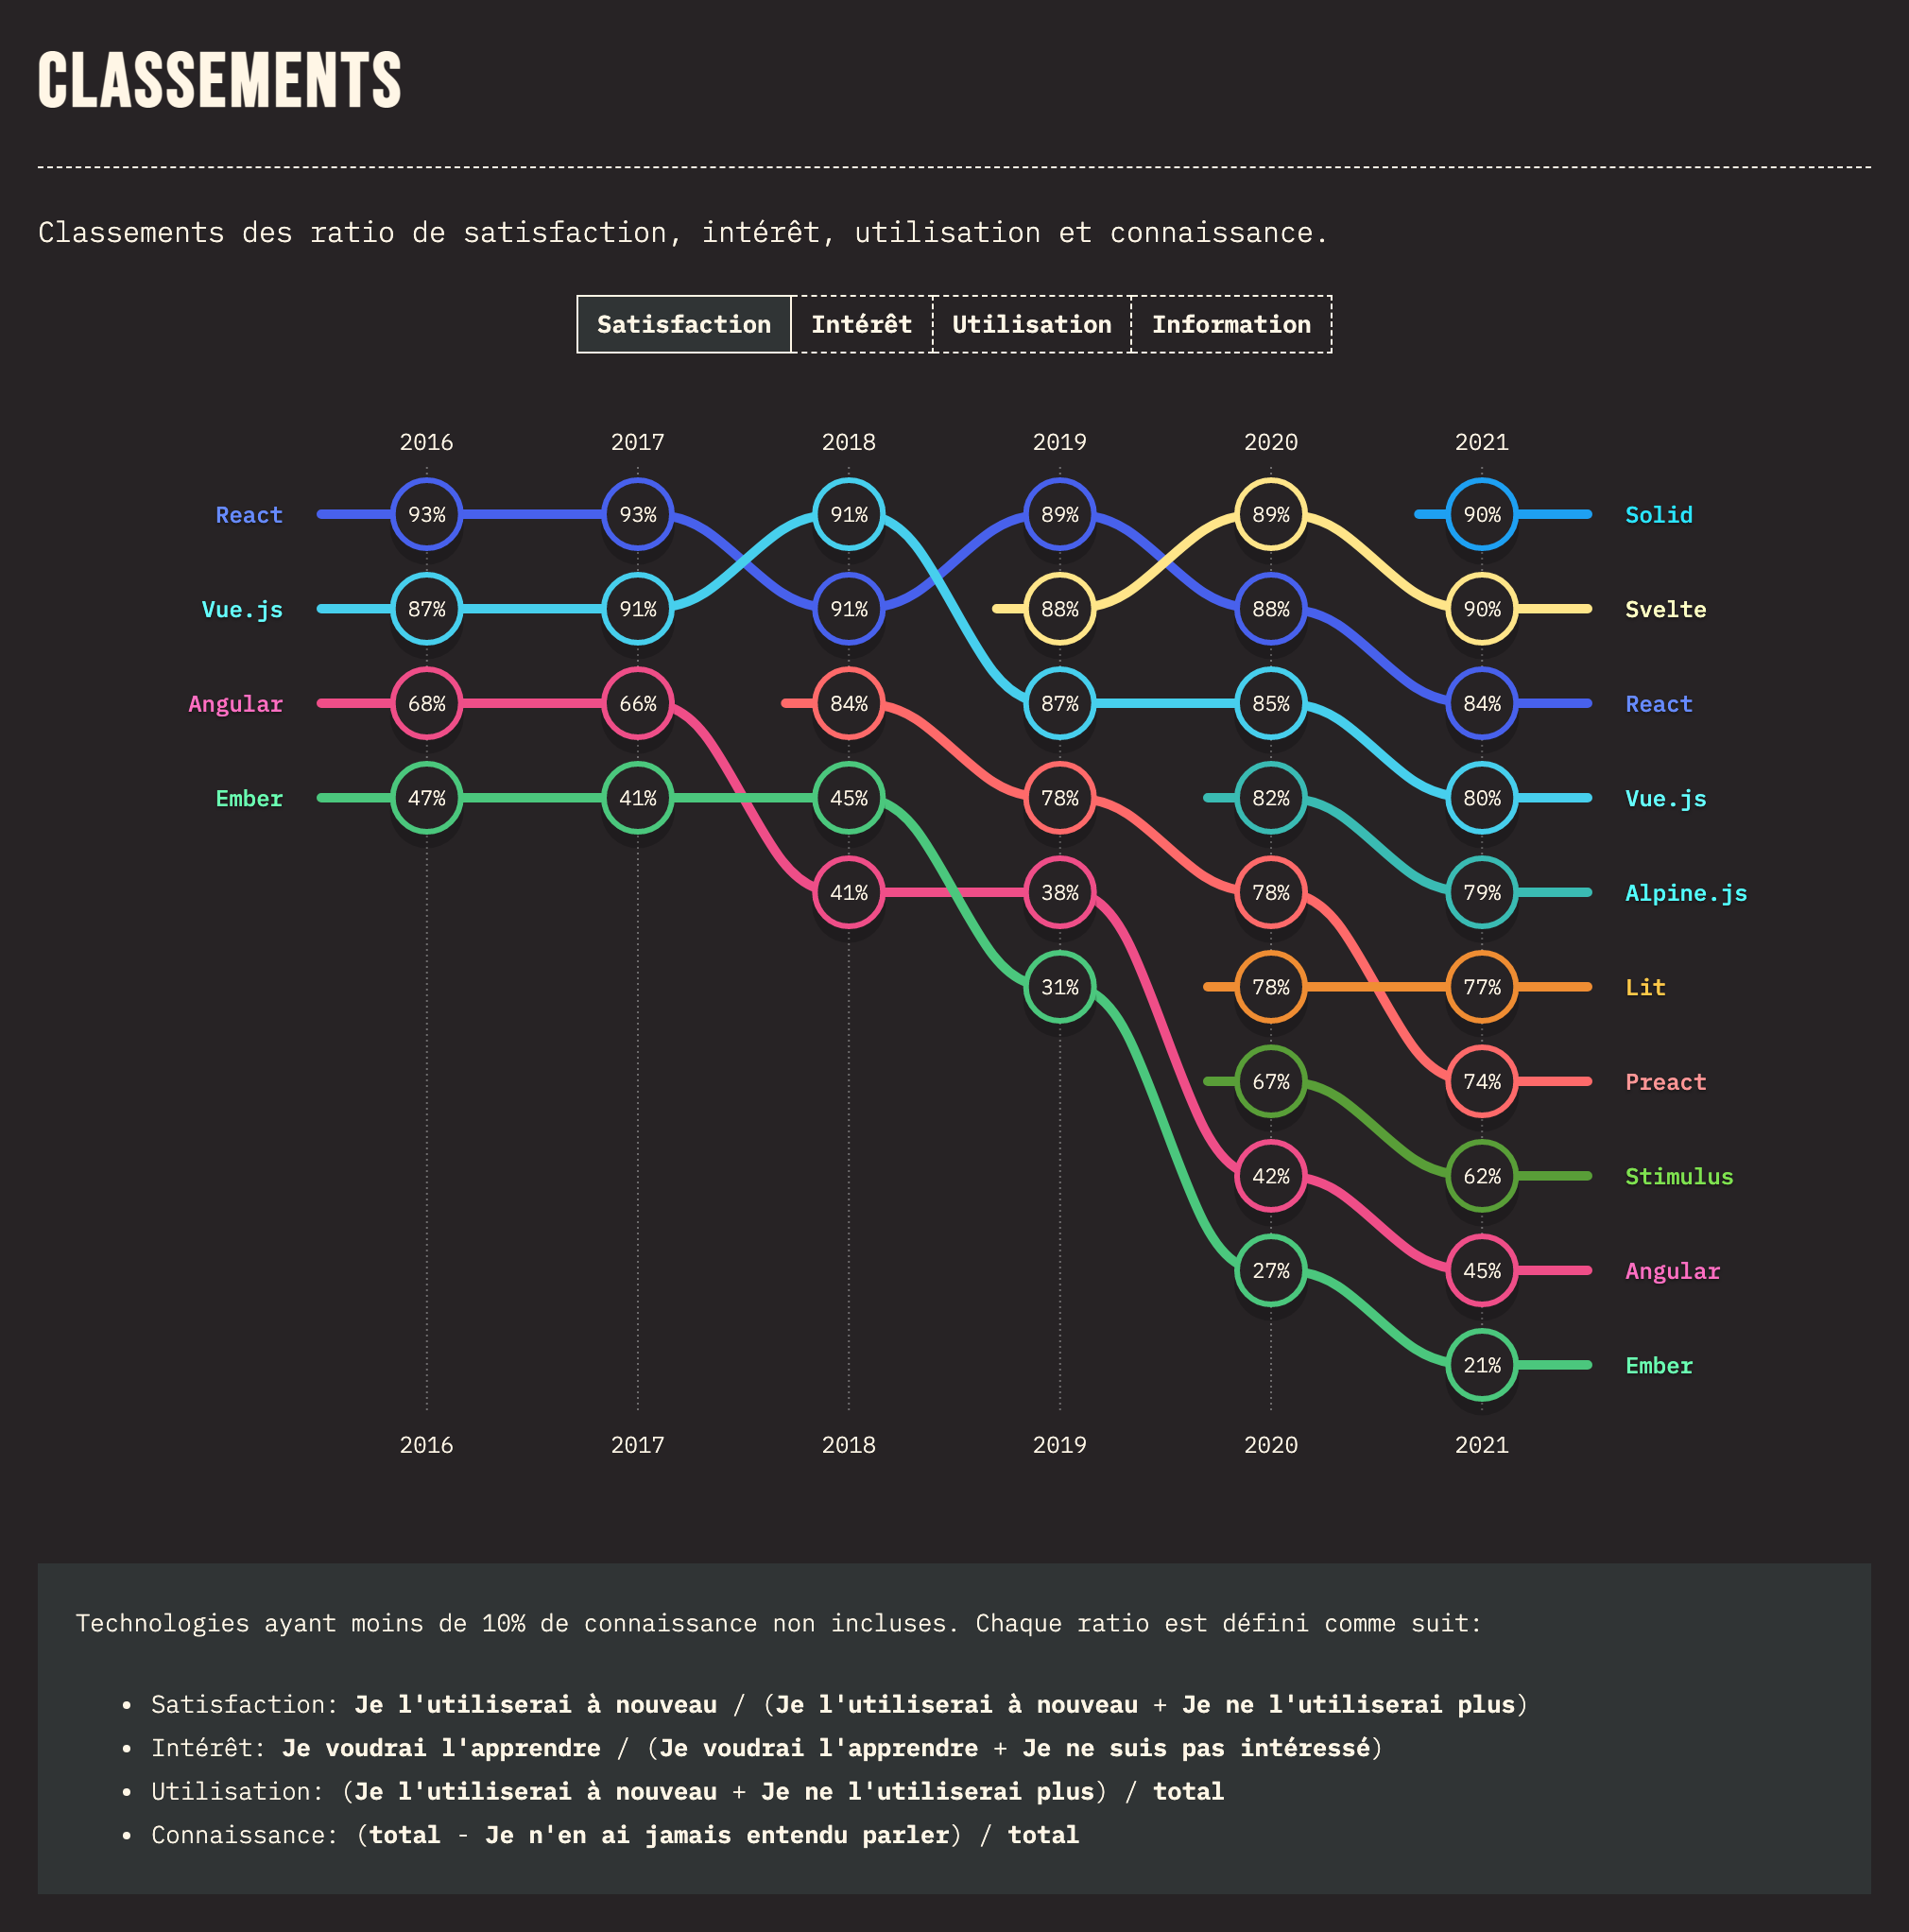 CLASSEMENTS
Classements des ratio de satisfaction, intérêt, utilisation et connaissance.
Satisfaction Intérêt Utilisation Information
2016 2017 2018 2019 2020 2021
React 93% 93% 91% 89% 89% 90% Solid
Vue.js 87% 91% 91% 88% 88% 90% Svelte
Angular 68% 66% 84% 87% 85% 84% React
Ember 47% 41% 45% 78% 82% 80% Vue.js
41% 38% 78% 79% Alpine.js
31% 78% 77% Lit
67% 74% Preact
42% 62% Stimulus
27% 45% Angular
21% Ember
2016 2017 2018 2019 2020 2021
Technologies ayant moins de 10% de connaissance non incluses. Chaque ratio est défini comme suit:
• Satisfaction: Je l'utiliserai à nouveau / (Je l'utiliserai à nouveau + Je ne l'utiliserai plus)
• Intérêt: Je voudrai l'apprendre / (Je voudrai l'apprendre + Je ne suis pas intéressé)
• Utilisation: (Je l'utiliserai à nouveau + Je ne l'utiliserai plus) / total
• Connaissance: (total - Je n'en ai jamais entendu parler) / total